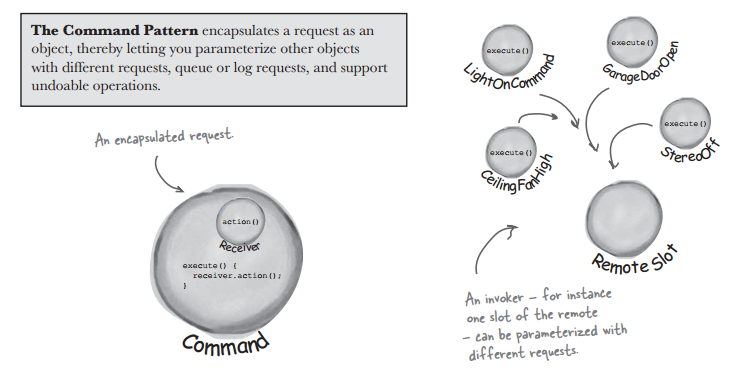 The Command Pattern encapsulates a request as an
object, thereby letting you parameterize other objects
with different requests, queue or log requests, and support
undoable operations.
An encapsulated request.
action()
Receiver
execute() {
receiver.action();
}
Command
execute()
LightOnCommand
execute()
GarageDoorOpen
execute()
CeilingFanHigh
execute()
StereoOff
Remote Slot
An invoker – for instance
one slot of the remote
– can be parameterized with
different requests.